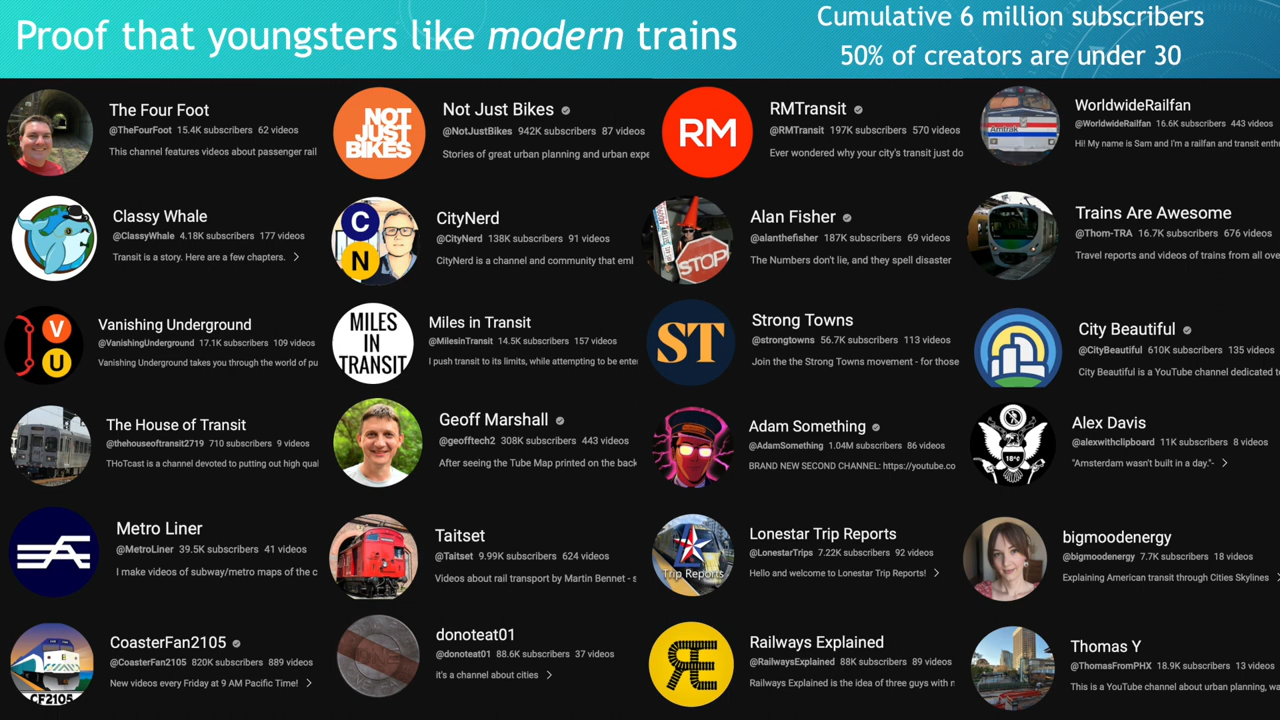 Proof that youngsters like modern trains
Cumulative 6 million subscribers
50% of creators are under 30
The Four Foot
@TheFourFoot 15.4K subscribers 62 videos
This channel features videos about passenger rail
NOT
JUST
BIKES
Not Just Bikes
@NotJustBikes 942K subscribers 87 videos
Stories of great urban planning and urban expe
RM
RMTransit
@RMTransit 197K subscribers 570 videos
Ever wondered why your city's transit just do
Amtrak
WorldwideRailfan
@WorldwideRailfan 16.6K subscribers 443 videos
Hi! My name is Sam and I'm a railfan and transit enth
Classy Whale
@ClassyWhale 4.18K subscribers 177 videos
Transit is a story. Here are a few chapters.
C
N
CityNerd
@CityNerd 138K subscribers 91 videos
CityNerd is a channel and community that eml
STOP
Alan Fisher
@alanthefisher 187K subscribers 69 videos
The Numbers don't lie, and they spell disaster
Trains Are Awesome
@Thom-TRA 16.7K subscribers 676 videos
Travel reports and videos of trains from all ove
V
U
Vanishing Underground
@VanishingUnderground 17.1K subscribers 109 videos
Vanishing Underground takes you through the world of pu
MILES
IN
TRANSIT
Miles in Transit
@MilesinTransit 14.5K subscribers 157 videos
I push transit to its limits, while attempting to be ente
ST
Strong Towns
@strongtowns 56.7K subscribers 113 videos
Join the the Strong Towns movement - for those
City Beautiful
@CityBeautiful 610K subscribers 135 videos
City Beautiful is a YouTube channel dedicated t
The House of Transit
@thehouseoftransit2719 710 subscribers 9 videos
THoTcast is a channel devoted to putting out high qual
Geoff Marshall
@geofftech2 308K subscribers 443 videos
After seeing the Tube Map printed on the back
Adam Something
@AdamSomething 1.04M subscribers 86 videos
BRAND NEW SECOND CHANNEL: https://youtube.co
Alex Davis
@alexwithclipboard 11K subscribers 8 videos
"Amsterdam wasn't built in a day."-
Metro Liner
@MetroLiner 39.5K subscribers 41 videos
I make videos of subway/metro maps of the c
Taitset
@Taitset 9.99K subscribers 624 videos
Videos about rail transport by Martin Bennet - s
Trip Reports
Lonestar Trip Reports
@LonestarTrips 7.22K subscribers 92 videos
Hello and welcome to Lonestar Trip Reports!
bigmoodenergy
@bigmoodenergy 7.7K subscribers 18 videos
Explaining American transit through Cities Skylines
CF2105
CoasterFan2105
@CoasterFan2105 820K subscribers 889 videos
New videos every Friday at 9 AM Pacific Time!
donoteat01
@donoteat01 88.6K subscribers 37 videos
it's a channel about cities
Railways Explained
@RailwaysExplained 88K subscribers 89 videos
Railways Explained is the idea of three guys with r
Thomas Y
@ThomasFromPHX 18.9K subscribers 13 videos
This is a YouTube channel about urban planning, wa